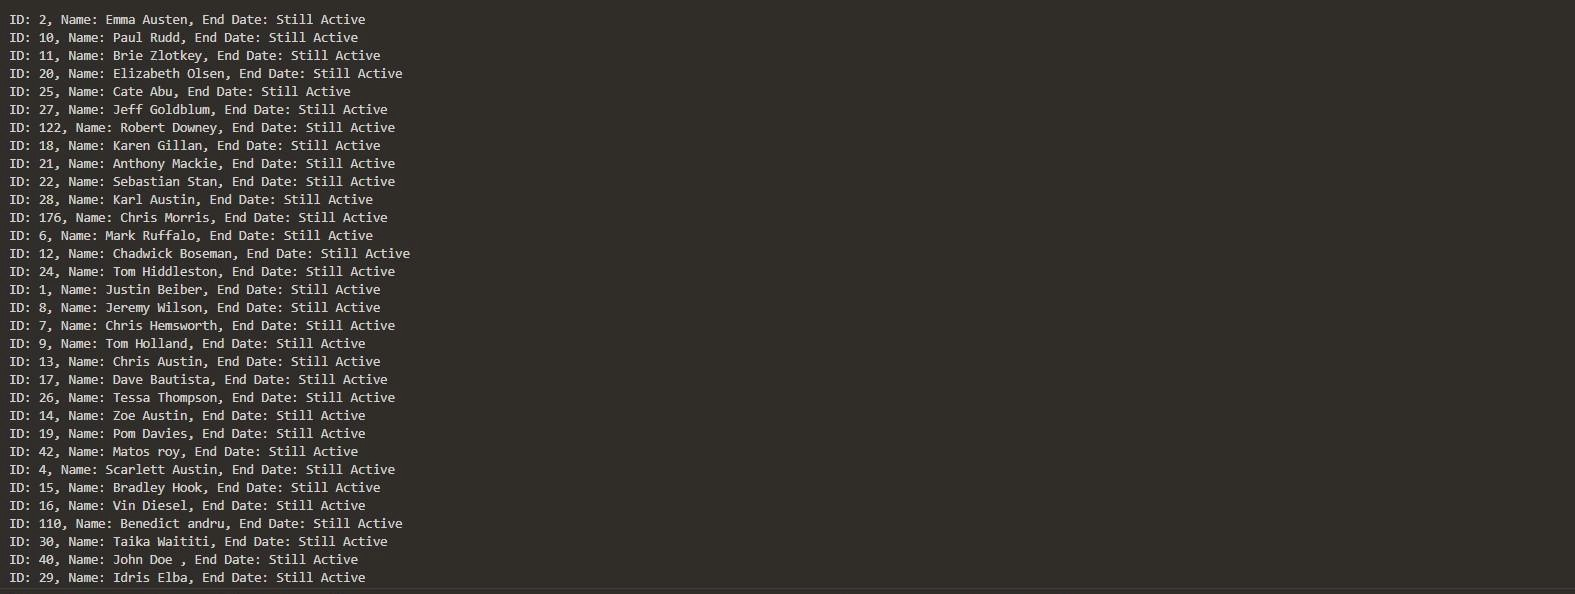 ID: 2, Name: Emma Austen, End Date: Still Active
ID: 10, Name: Paul Rudd, End Date: Still Active
ID: 11, Name: Brie Zlotkey, End Date: Still Active
ID: 20, Name: Elizabeth Olsen, End Date: Still Active
ID: 25, Name: Cate Abu, End Date: Still Active
ID: 27, Name: Jeff Goldblum, End Date: Still Active
ID: 122, Name: Robert Downey, End Date: Still Active
ID: 18, Name: Karen Gillan, End Date: Still Active
ID: 21, Name: Anthony Mackie, End Date: Still Active
ID: 22, Name: Sebastian Stan, End Date: Still Active
ID: 28, Name: Karl Austin, End Date: Still Active
ID: 176, Name: Chris Morris, End Date: Still Active
ID: 6, Name: Mark Ruffalo, End Date: Still Active
ID: 12, Name: Chadwick Boseman, End Date: Still Active
ID: 24, Name: Tom Hiddleston, End Date: Still Active
ID: 1, Name: Justin Beiber, End Date: Still Active
ID: 8, Name: Jeremy Wilson, End Date: Still Active
ID: 7, Name: Chris Hemsworth, End Date: Still Active
ID: 9, Name: Tom Holland, End Date: Still Active
ID: 13, Name: Chris Austin, End Date: Still Active
ID: 17, Name: Dave Bautista, End Date: Still Active
ID: 26, Name: Tessa Thompson, End Date: Still Active
ID: 14, Name: Zoe Austin, End Date: Still Active
ID: 19, Name: Pom Davies, End Date: Still Active
ID: 42, Name: Matos roy, End Date: Still Active
ID: 4, Name: Scarlett Austin, End Date: Still Active
ID: 15, Name: Bradley Hook, End Date: Still Active
ID: 16, Name: Vin Diesel, End Date: Still Active
ID: 110, Name: Benedict andru, End Date: Still Active
ID: 30, Name: Taika Waititi, End Date: Still Active
ID: 40, Name: John Doe , End Date: Still Active
ID: 29, Name: Idris Elba, End Date: Still Active